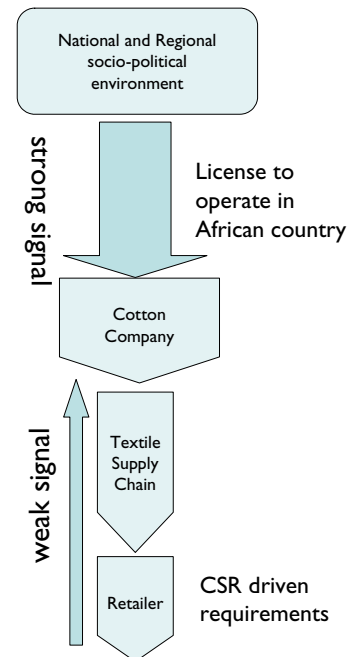 National and Regional
socio-political
environment
strong signal
License to
operate in
African country
Cotton
Company
Textile
Supply
Chain
weak signal
Retailer
CSR driven
requirements